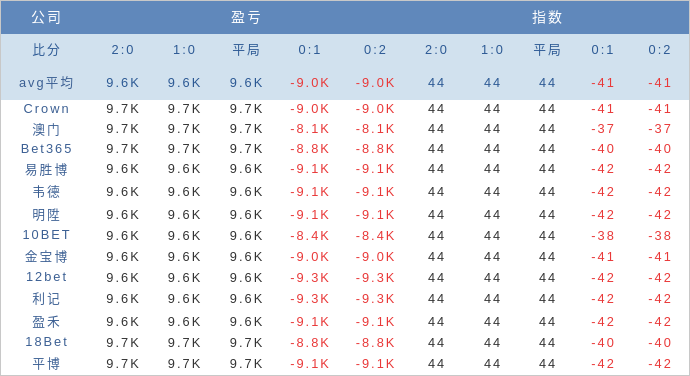 公司 盈亏 指数
比分 2:0 1:0 平局 0:1 0:2 2:0 1:0 平局 0:1 0:2
avg平均 9.6K 9.6K 9.6K -9.0K -9.0K 44 44 44 -41 -41
Crown 9.7K 9.7K 9.7K -9.0K -9.0K 44 44 44 -41 -41
澳门 9.7K 9.7K 9.7K -8.1K -8.1K 44 44 44 -37 -37
Bet365 9.7K 9.7K 9.7K -8.8K -8.8K 44 44 44 -40 -40
易胜博 9.6K 9.6K 9.6K -9.1K -9.1K 44 44 44 -42 -42
韦德 9.6K 9.6K 9.6K -9.1K -9.1K 44 44 44 -42 -42
明陞 9.6K 9.6K 9.6K -9.1K -9.1K 44 44 44 -42 -42
10BET 9.6K 9.6K 9.6K -8.4K -8.4K 44 44 44 -38 -38
金宝博 9.6K 9.6K 9.6K -9.0K -9.0K 44 44 44 -41 -41
12bet 9.6K 9.6K 9.6K -9.3K -9.3K 44 44 44 -42 -42
利记 9.6K 9.6K 9.6K -9.3K -9.3K 44 44 44 -42 -42
盈禾 9.6K 9.6K 9.6K -9.1K -9.1K 44 44 44 -42 -42
18Bet 9.7K 9.7K 9.7K -8.8K -8.8K 44 44 44 -40 -40
平博 9.7K 9.7K 9.7K -9.1K -9.1K 44 44 44 -42 -42